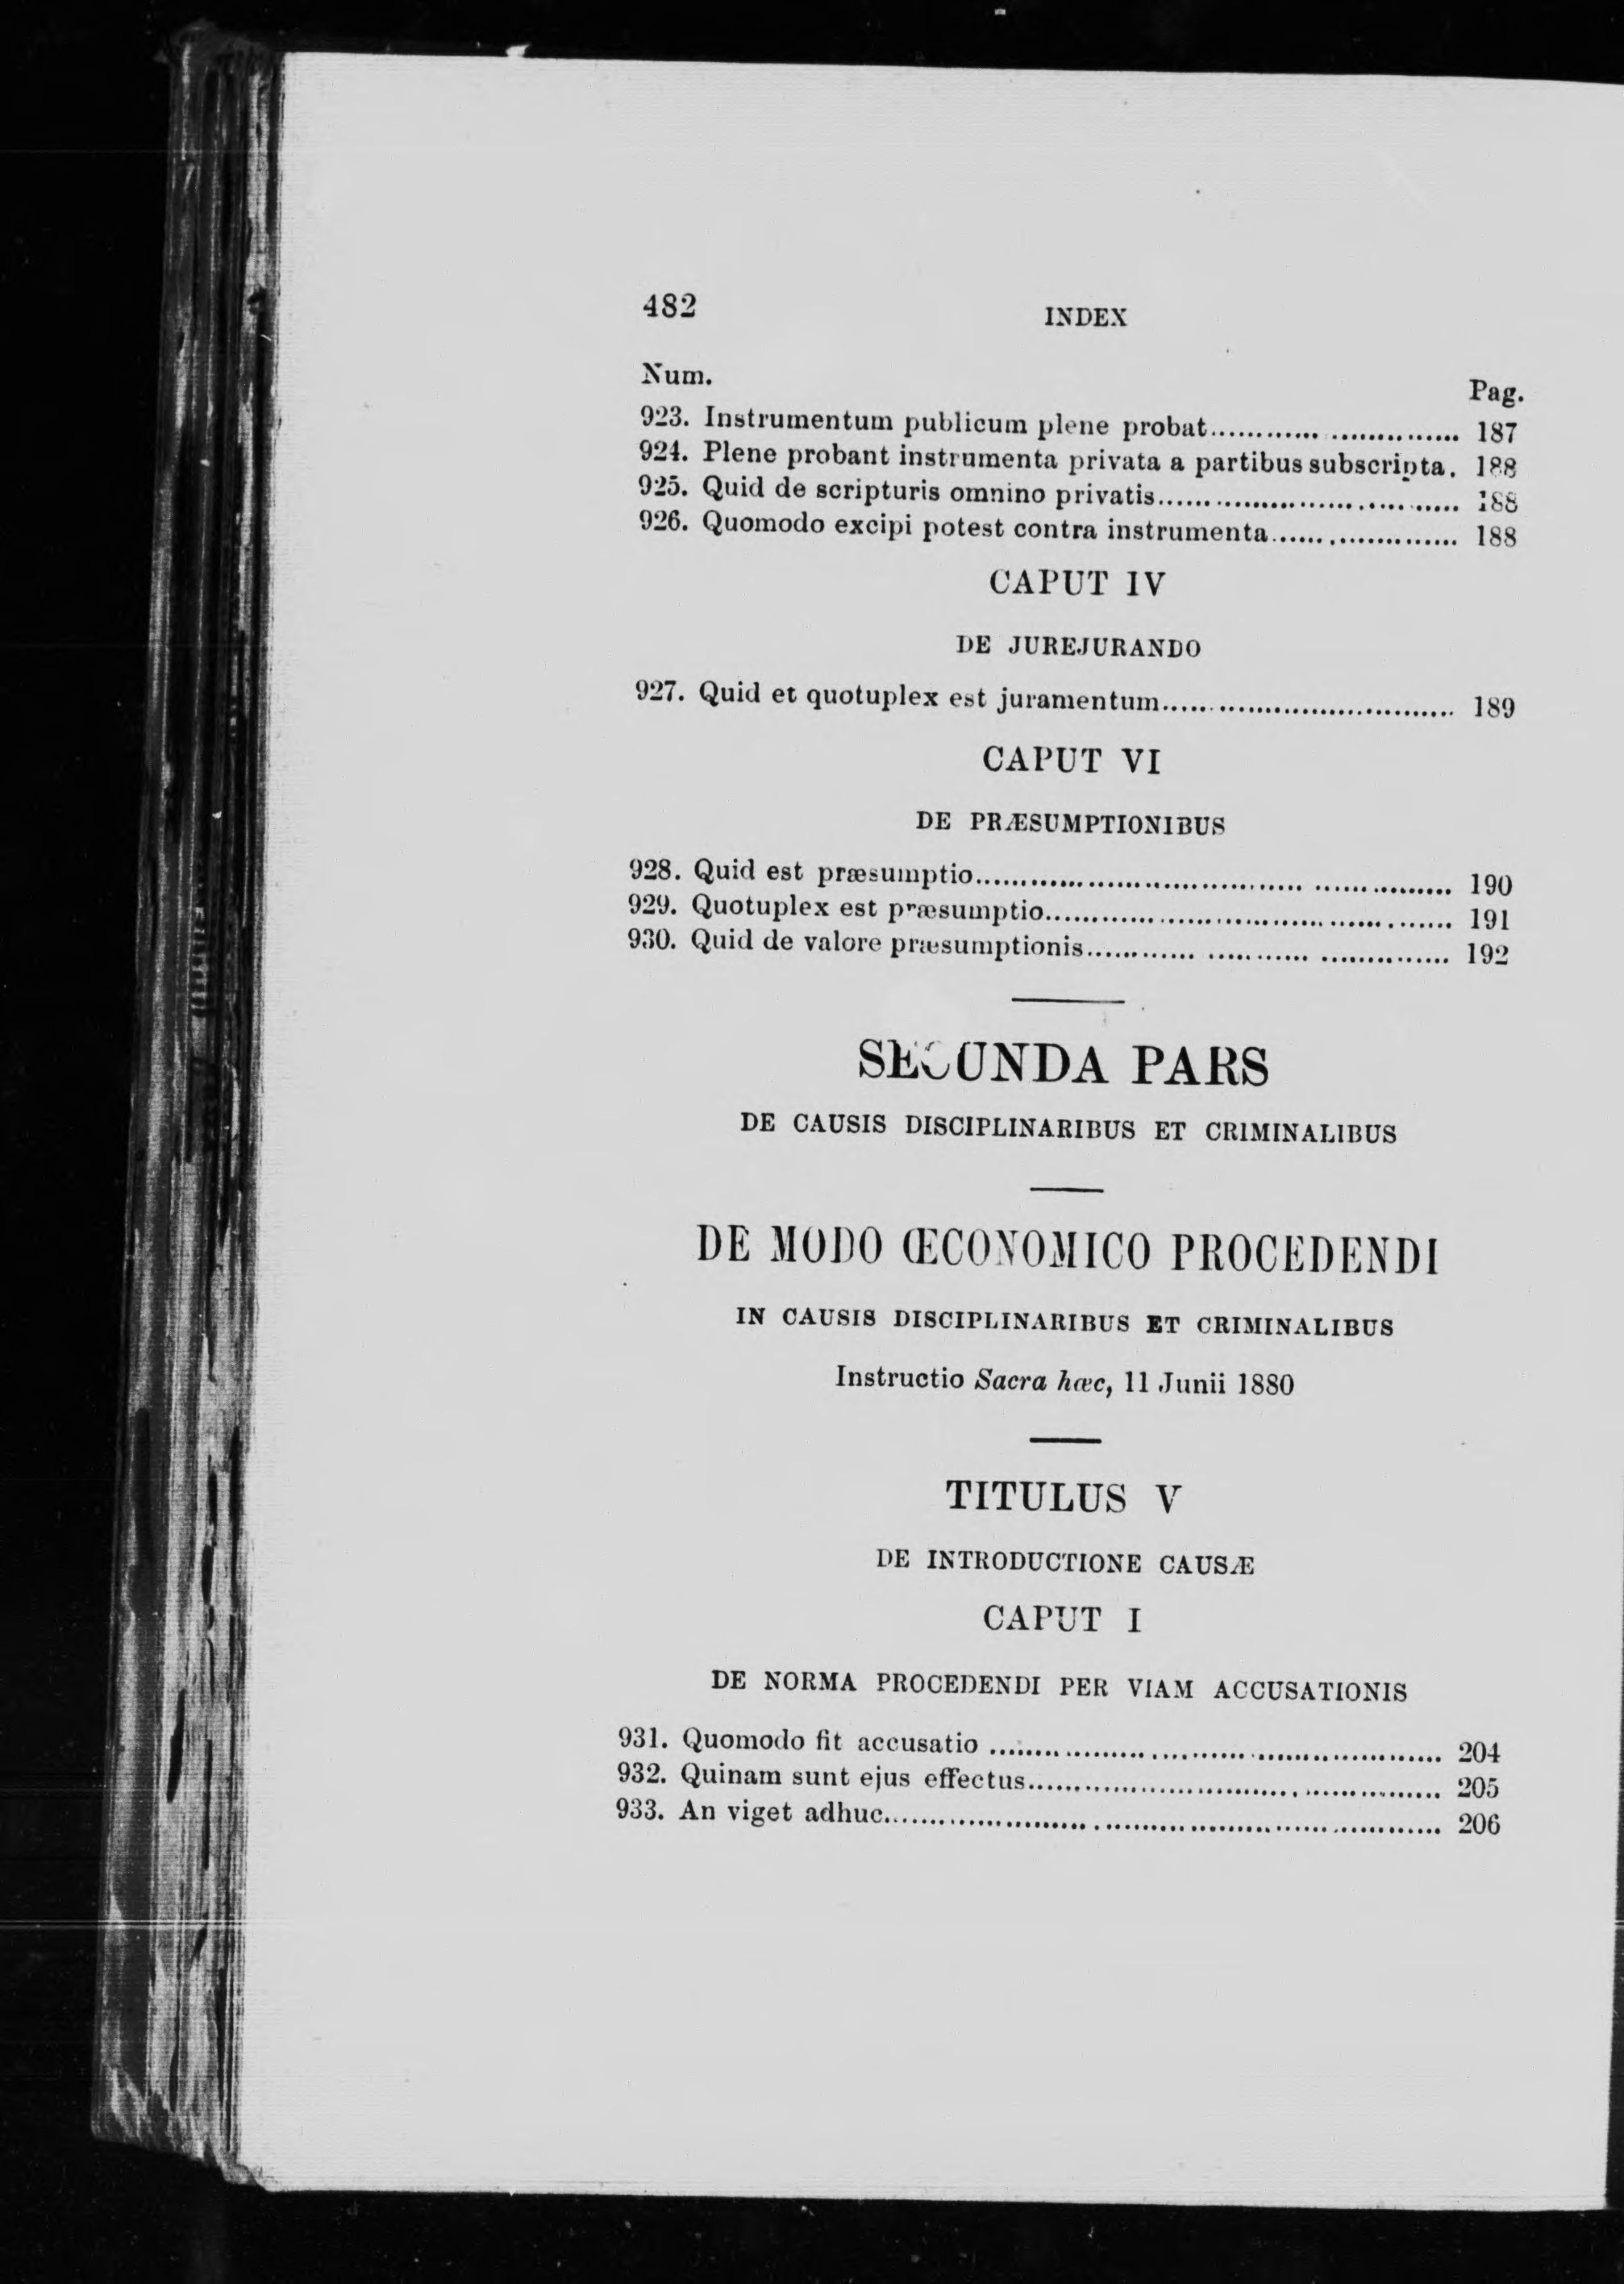 482
INDEX
Num.
Pag.
923. Instrumentum publicum plene probat.......................... 187
924. Plene probant instrumenta privata a partibus subscripta. 188
925. Quid de scripturis omnino privatis.................................. 188
926. Quomodo excipi potest contra instrumenta..................... 188
CAPUT IV
DE JUREJURANDO
927. Quid et quotuplex est juramentum................................. 189
CAPUT VI
DE PRÆSUMPTIONIBUS
928. Quid est præsumptio..................................................... 190
929. Quotuplex est præsumptio............................................. 191
930. Quid de valore præsumptionis........................................ 192
SECUNDA PARS
DE CAUSIS DISCIPLINARIBUS ET CRIMINALIBUS
DE MODO ŒCONOMICO PROCEDENDI
IN CAUSIS DISCIPLINARIBUS ET CRIMINALIBUS
Instructio Sacra hæc, 11 Junii 1880
TITULUS V
DE INTRODUCTIONE CAUSÆ
CAPUT I
DE NORMA PROCEDENDI PER VIAM ACCUSATIONIS
931. Quomodo fit accusatio .................................................. 204
932. Quinam sunt ejus effectus.............................................. 205
933. An viget adhuc.............................................................. 206